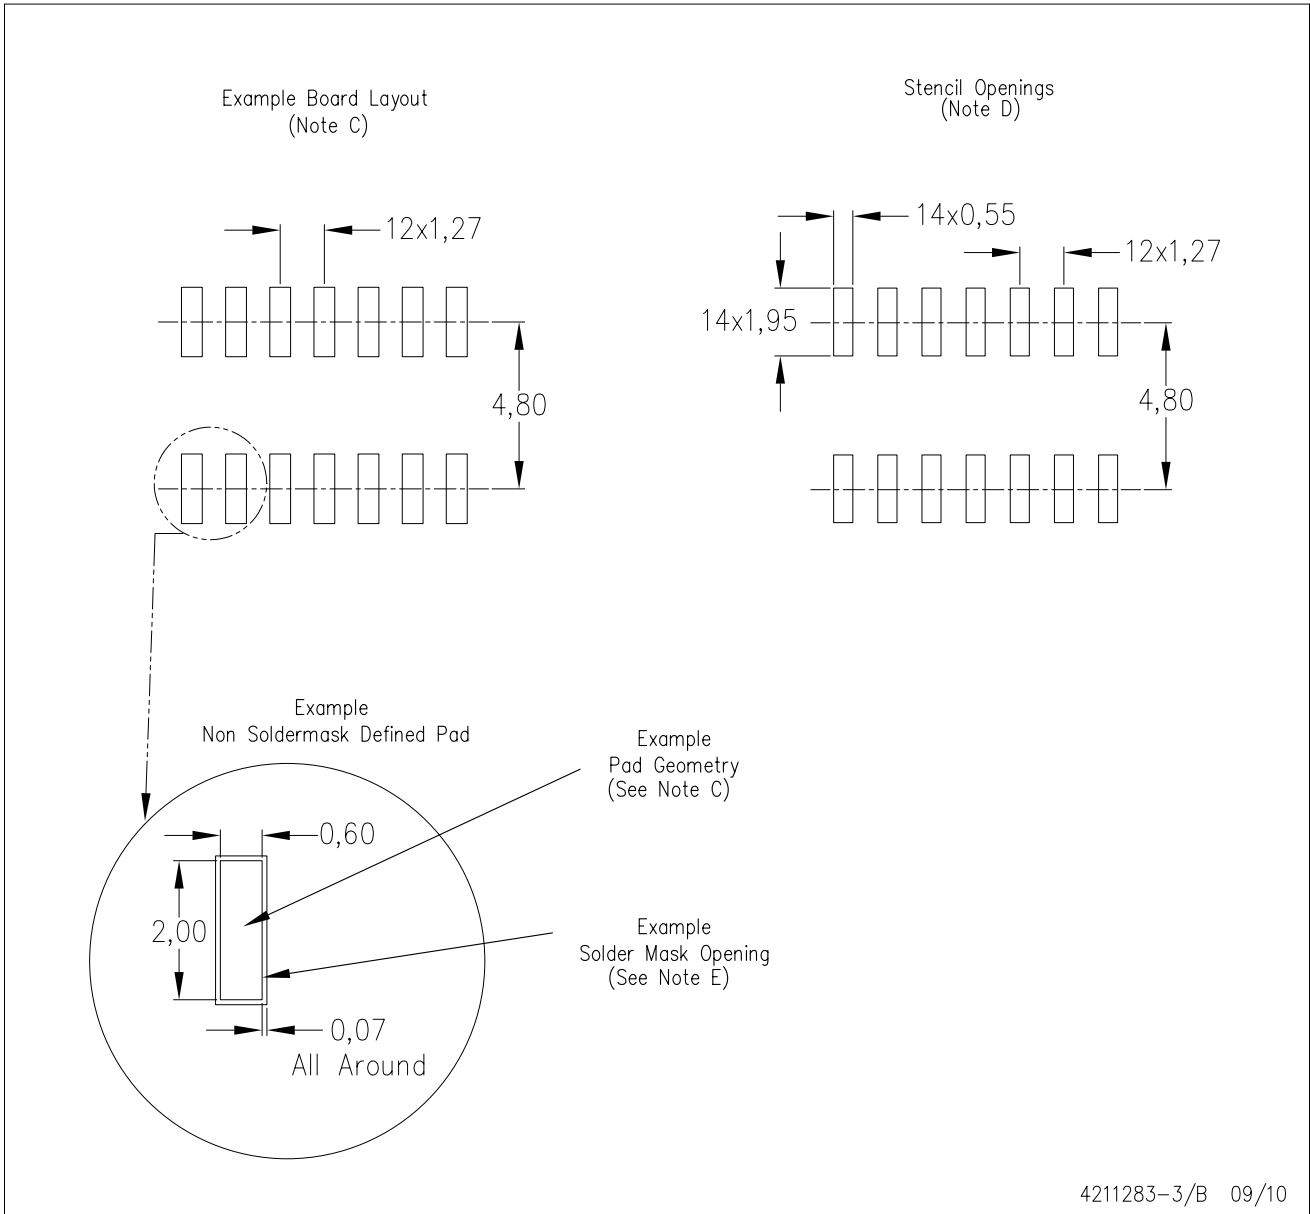 Example Board Layout
(Note C)
Stencil Openings
(Note D)
12x1,27
14x0,55
12x1,27
14x1,95
4,80
4,80
Example
Non Soldermask Defined Pad
Example
Pad Geometry
(See Note C)
0,60
2,00
Example
Solder Mask Opening
(See Note E)
0,07
All Around
4211283-3/B 09/10